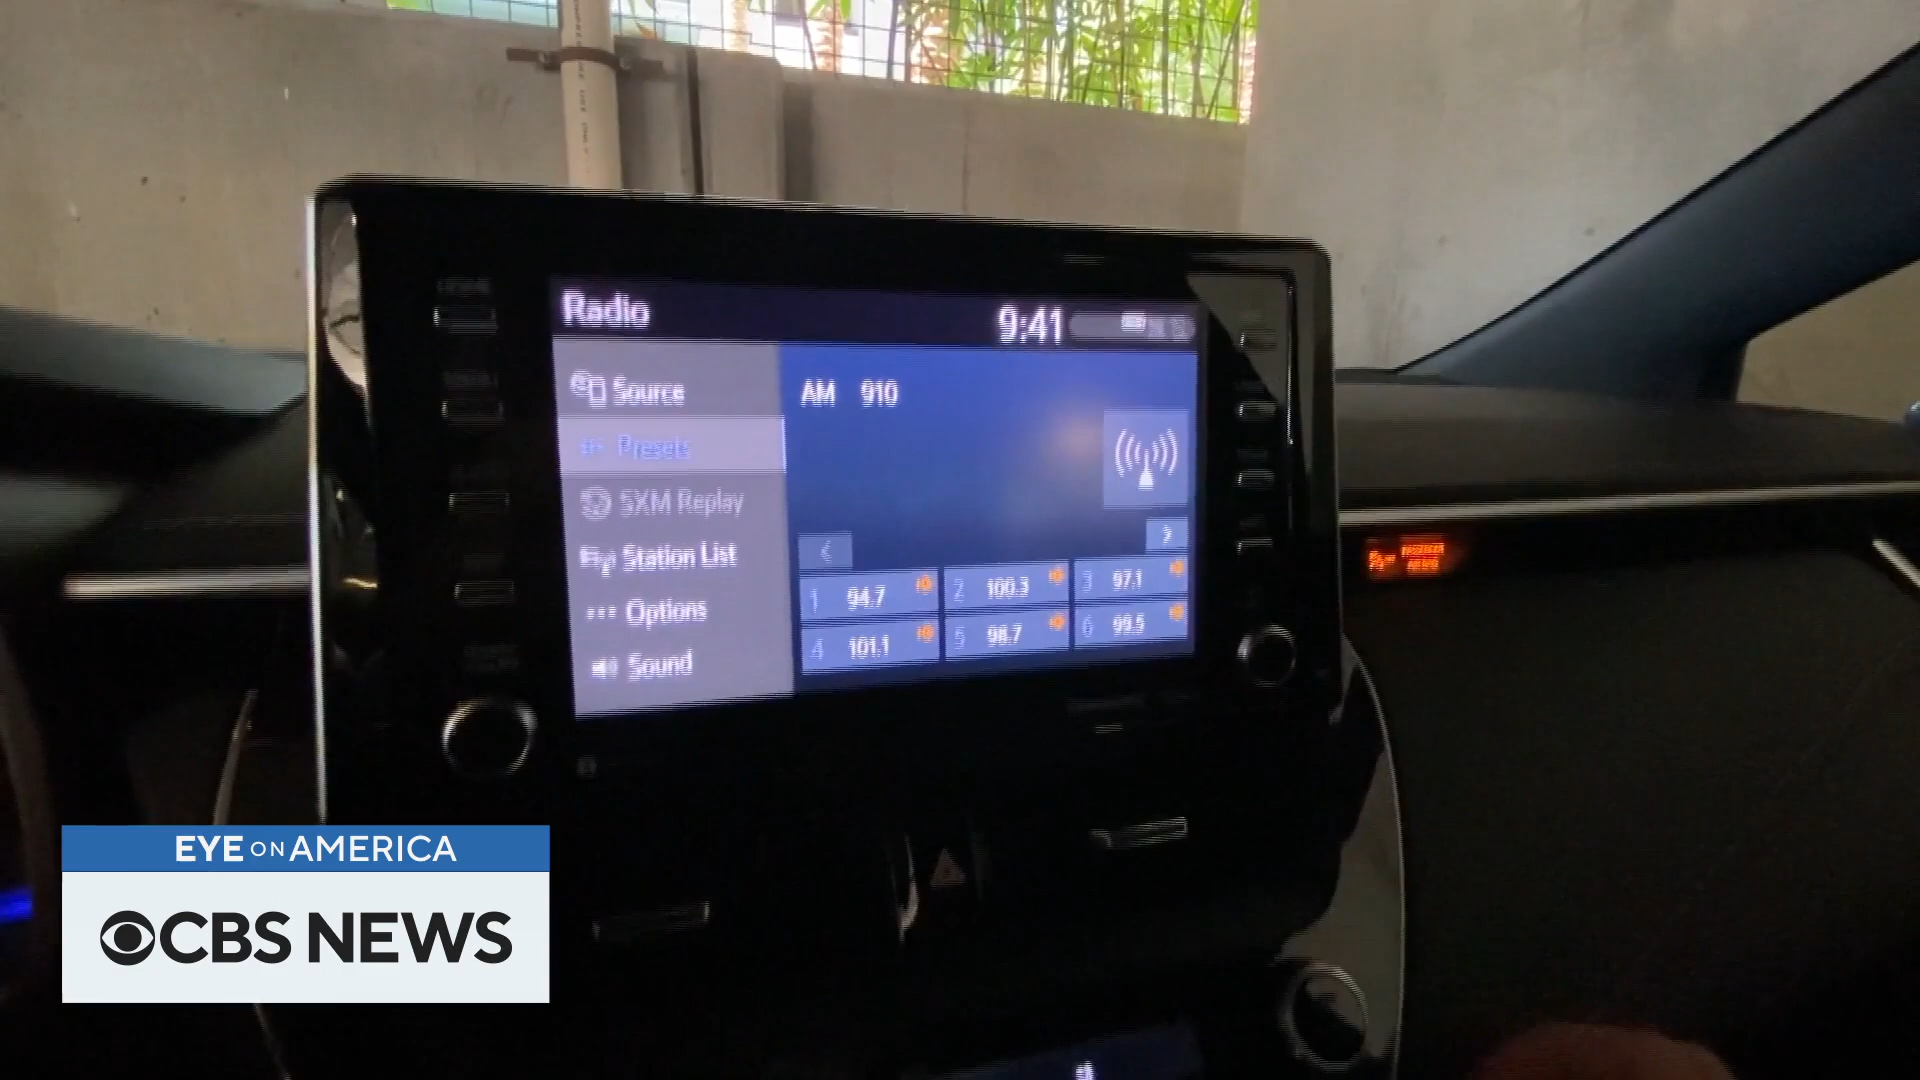 Radio
9:41
Source
AM 910
Presets
SXM Replay
Station List
Options
Sound
1 94.7
2 100.3
3 97.1
4 101.1
5 98.7
6 99.5
EYE ON AMERICA
CBS NEWS